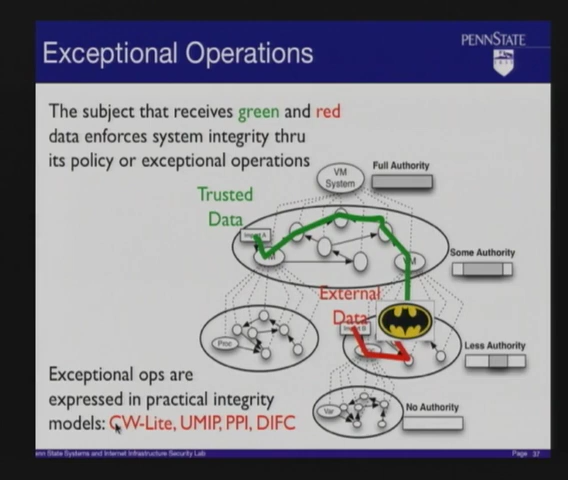 Exceptional Operations
PENNSTATE
The subject that receives green and red
data enforces system integrity thru
its policy or exceptional operations
VM
System
Full Authority
Trusted
Data
Some Authority
External
Data
Proc
Less Authority
Exceptional ops are
expressed in practical integrity
models: CW-Lite, UMIP, PPI, DIFC
Var
No Authority
Penn State Systems and Internet Infrastructure Security Lab
Page 37